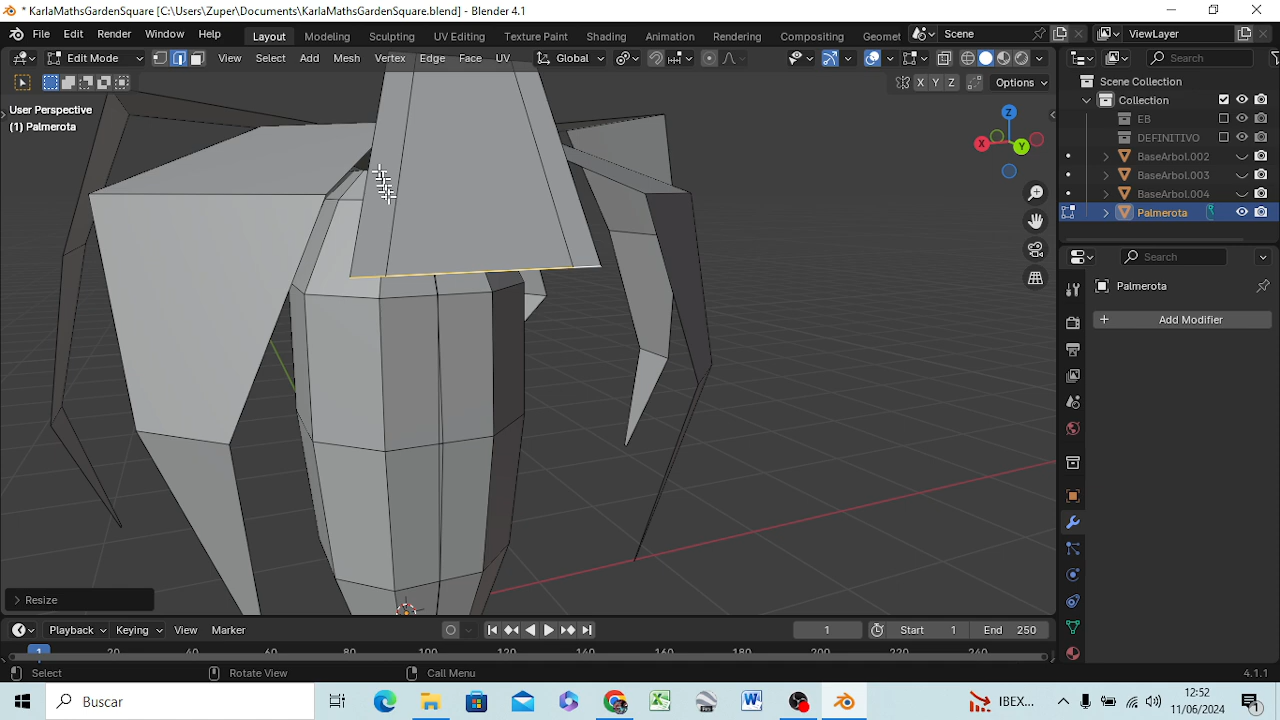 * KarlaMathsGardenSquare [C:\Users\Zuper\Documents\KarlaMathsGardenSquare.blend] - Blender 4.1
File Edit Render Window Help Layout Modeling Sculpting UV Editing Texture Paint Shading Animation Rendering Compositing Geomet Scene ViewLayer
Edit Mode View Select Add Mesh Vertex Edge Face UV Global Search
X Y Z Options Scene Collection
User Perspective
(1) Palmerota
Z
X
Y
Collection
EB
DEFINITIVO
BaseArbol.002
BaseArbol.003
BaseArbol.004
Palmerota
Search
Palmerota
+ Add Modifier
> Resize
Playback Keying View Marker 1 Start 1 End 250
1 20 40 60 80 100 120 140 160 180 200 220 240
Select Rotate View Call Menu 4.1.1
Buscar IBEX... 12:52
11/06/2024 1